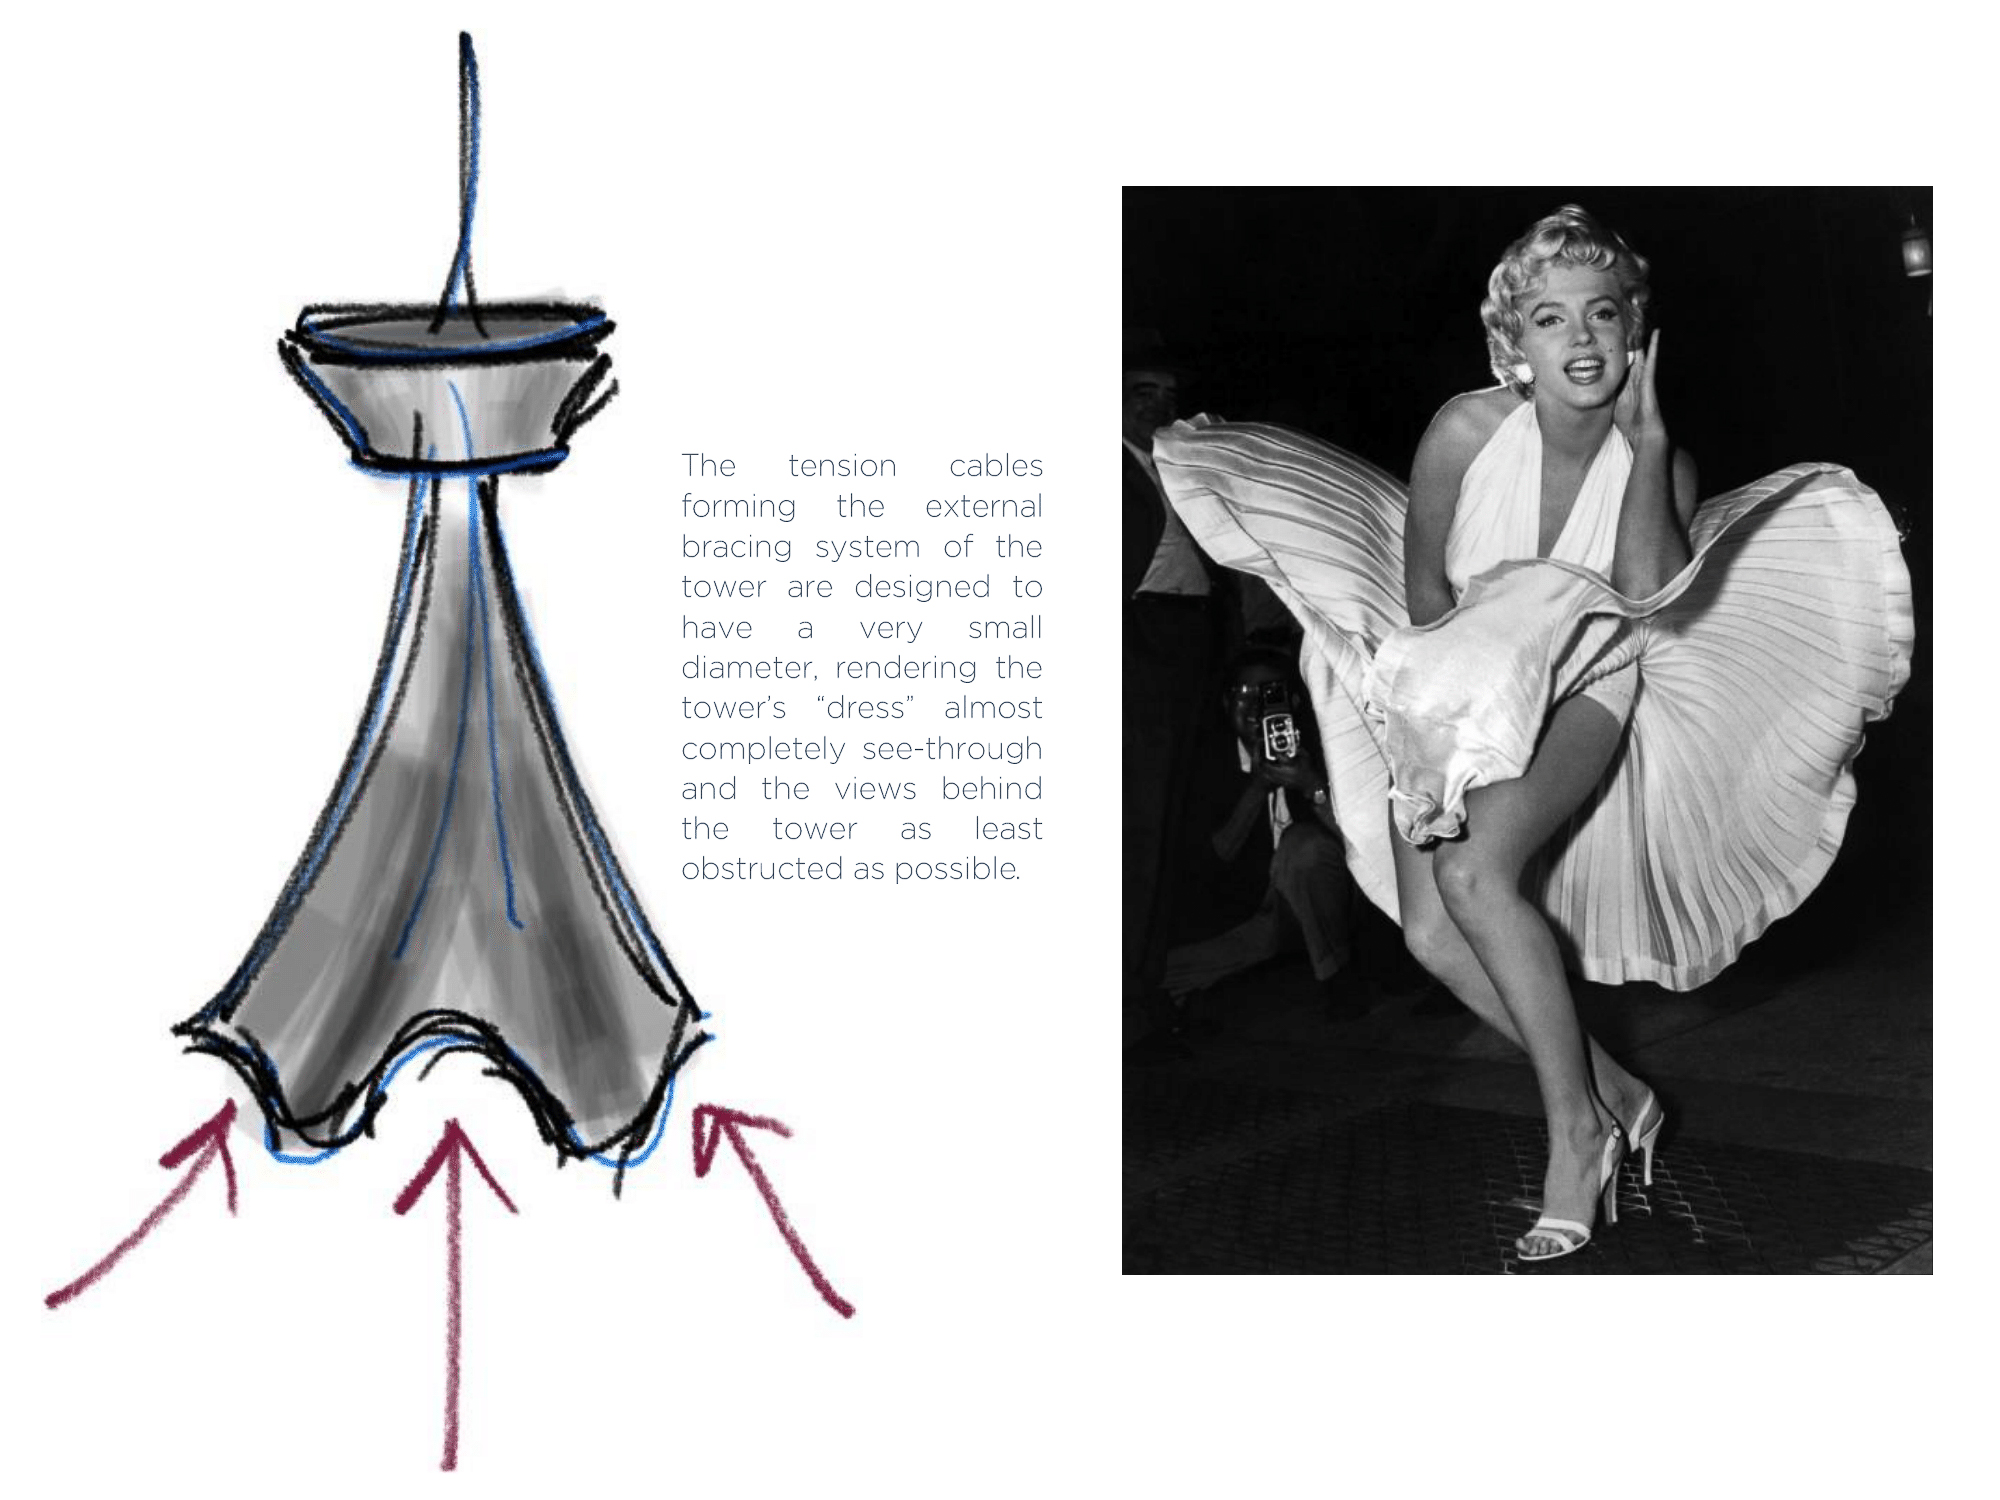 The tension cables
forming the external
bracing system of the
tower are designed to
have a very small
diameter, rendering the
tower’s “dress” almost
completely see-through
and the views behind
the tower as least
obstructed as possible.